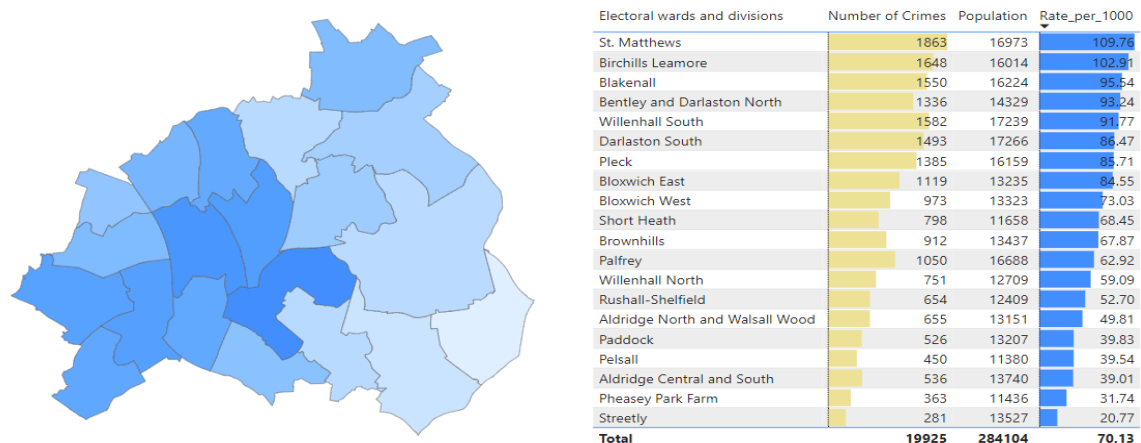 Electoral wards and divisions Number of Crimes Population Rate_per_1000
St. Matthews 1863 16973 109.76
Birchills Leamore 1648 16014 102.91
Blakenall 1550 16224 95.54
Bentley and Darlaston North 1336 14329 93.24
Willenhall South 1582 17239 91.77
Darlaston South 1493 17266 86.47
Pleck 1385 16159 85.71
Bloxwich East 1119 13235 84.55
Bloxwich West 973 13323 73.03
Short Heath 798 11658 68.45
Brownhills 912 13437 67.87
Palfrey 1050 16688 62.92
Willenhall North 751 12709 59.09
Rushall-Shelfield 654 12409 52.70
Aldridge North and Walsall Wood 655 13151 49.81
Paddock 526 13207 39.83
Pelsall 450 11380 39.54
Aldridge Central and South 536 13740 39.01
Pheasey Park Farm 363 11436 31.74
Streetly 281 13527 20.77
Total 19925 284104 70.13